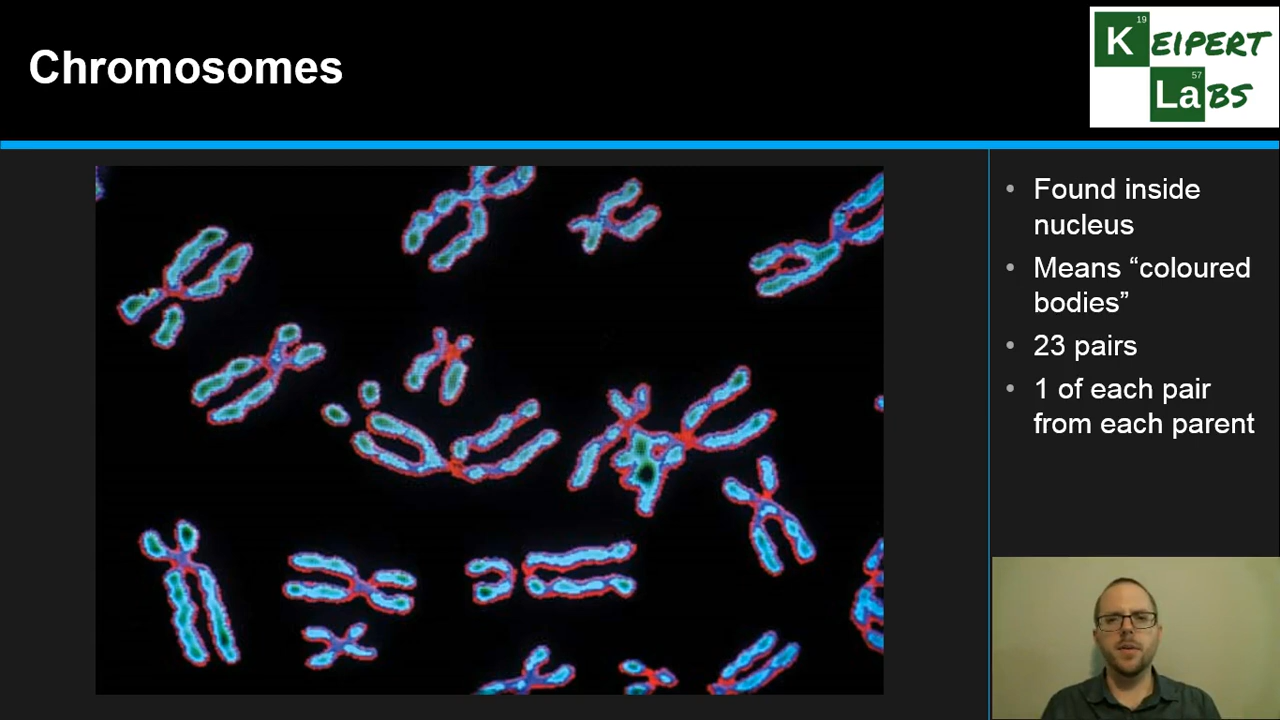 Chromosomes
19
K EIPERT
57
La BS
• Found inside
nucleus
• Means “coloured
bodies”
• 23 pairs
• 1 of each pair
from each parent